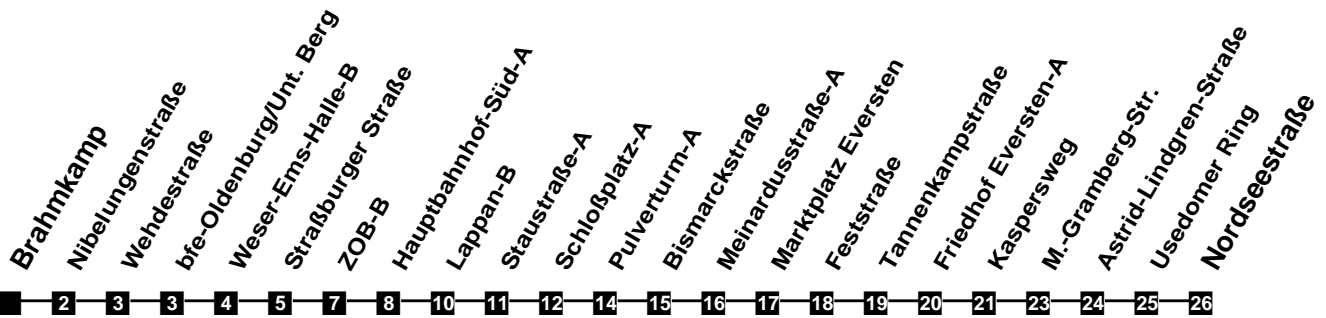 Brahmkamp
Nibelungenstraße
Wehdestraße
bfe-Oldenburg/Unt. Berg
Weser-Ems-Halle-B
Straßburger Straße
ZOB-B
Hauptbahnhof-Süd-A
Lappan-B
Staustraße-A
Schloßplatz-A
Pulverturm-A
Bismarckstraße
Meinardusstraße-A
Marktplatz Eversten
Feststraße
Tannenkampstraße
Friedhof Eversten-A
Kaspersweg
M.-Gramberg-Str.
Astrid-Lindgren-Straße
Usedomer Ring
Nordseestraße
2 3 3 4 5 7 8 10 11 12 14 15 16 17 18 19 20 21 23 24 25 26